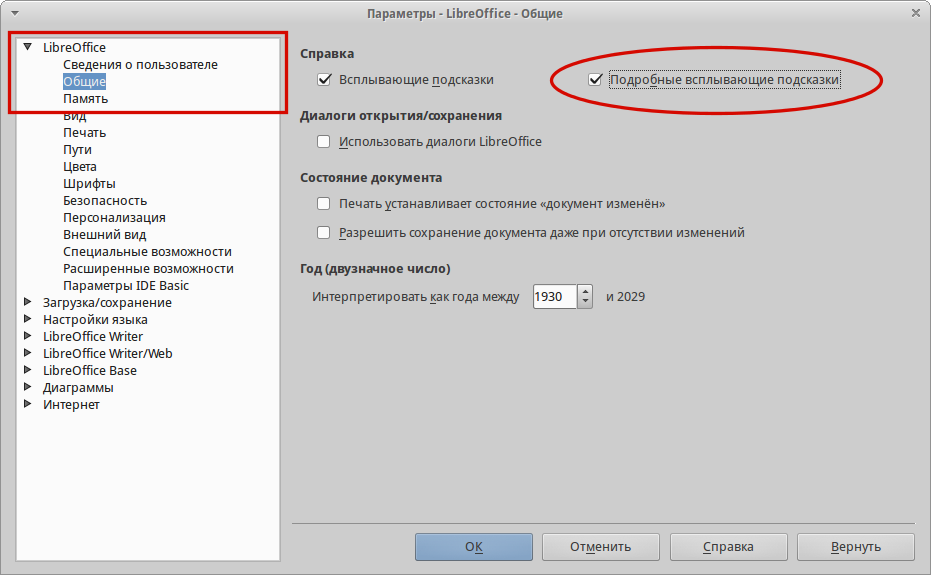 Параметры - LibreOffice - Общие
LibreOffice
Сведения о пользователе
Общие
Память
Вид
Печать
Пути
Цвета
Шрифты
Безопасность
Персонализация
Внешний вид
Специальные возможности
Расширенные возможности
Параметры IDE Basic
Загрузка/сохранение
Настройки языка
LibreOffice Writer
LibreOffice Writer/Web
LibreOffice Base
Диаграммы
Интернет
Справка
Всплывающие подсказки Подробные всплывающие подсказки
Диалоги открытия/сохранения
Использовать диалоги LibreOffice
Состояние документа
Печать устанавливает состояние «документ изменён»
Разрешить сохранение документа даже при отсутствии изменений
Год (двузначное число)
Интерпретировать как года между 1930 и 2029
OK Отменить Справка Вернуть